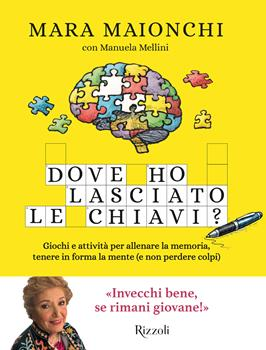 MARA MAIONCHI
con Manuela Mellini
DOVE HO
LASCIATO
LE CHIAVI?
Giochi e attività per allenare la memoria,
tenere in forma la mente (e non perdere colpi)
«Invecchi bene,
se rimani giovane!»
Rizzoli